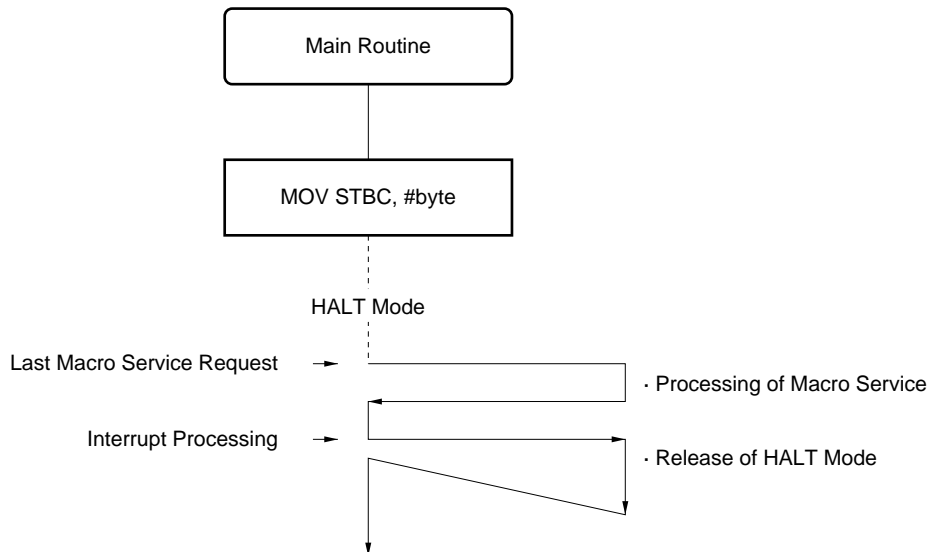 Main Routine
MOV STBC, #byte
HALT Mode
Last Macro Service Request
· Processing of Macro Service
Interrupt Processing
· Release of HALT Mode